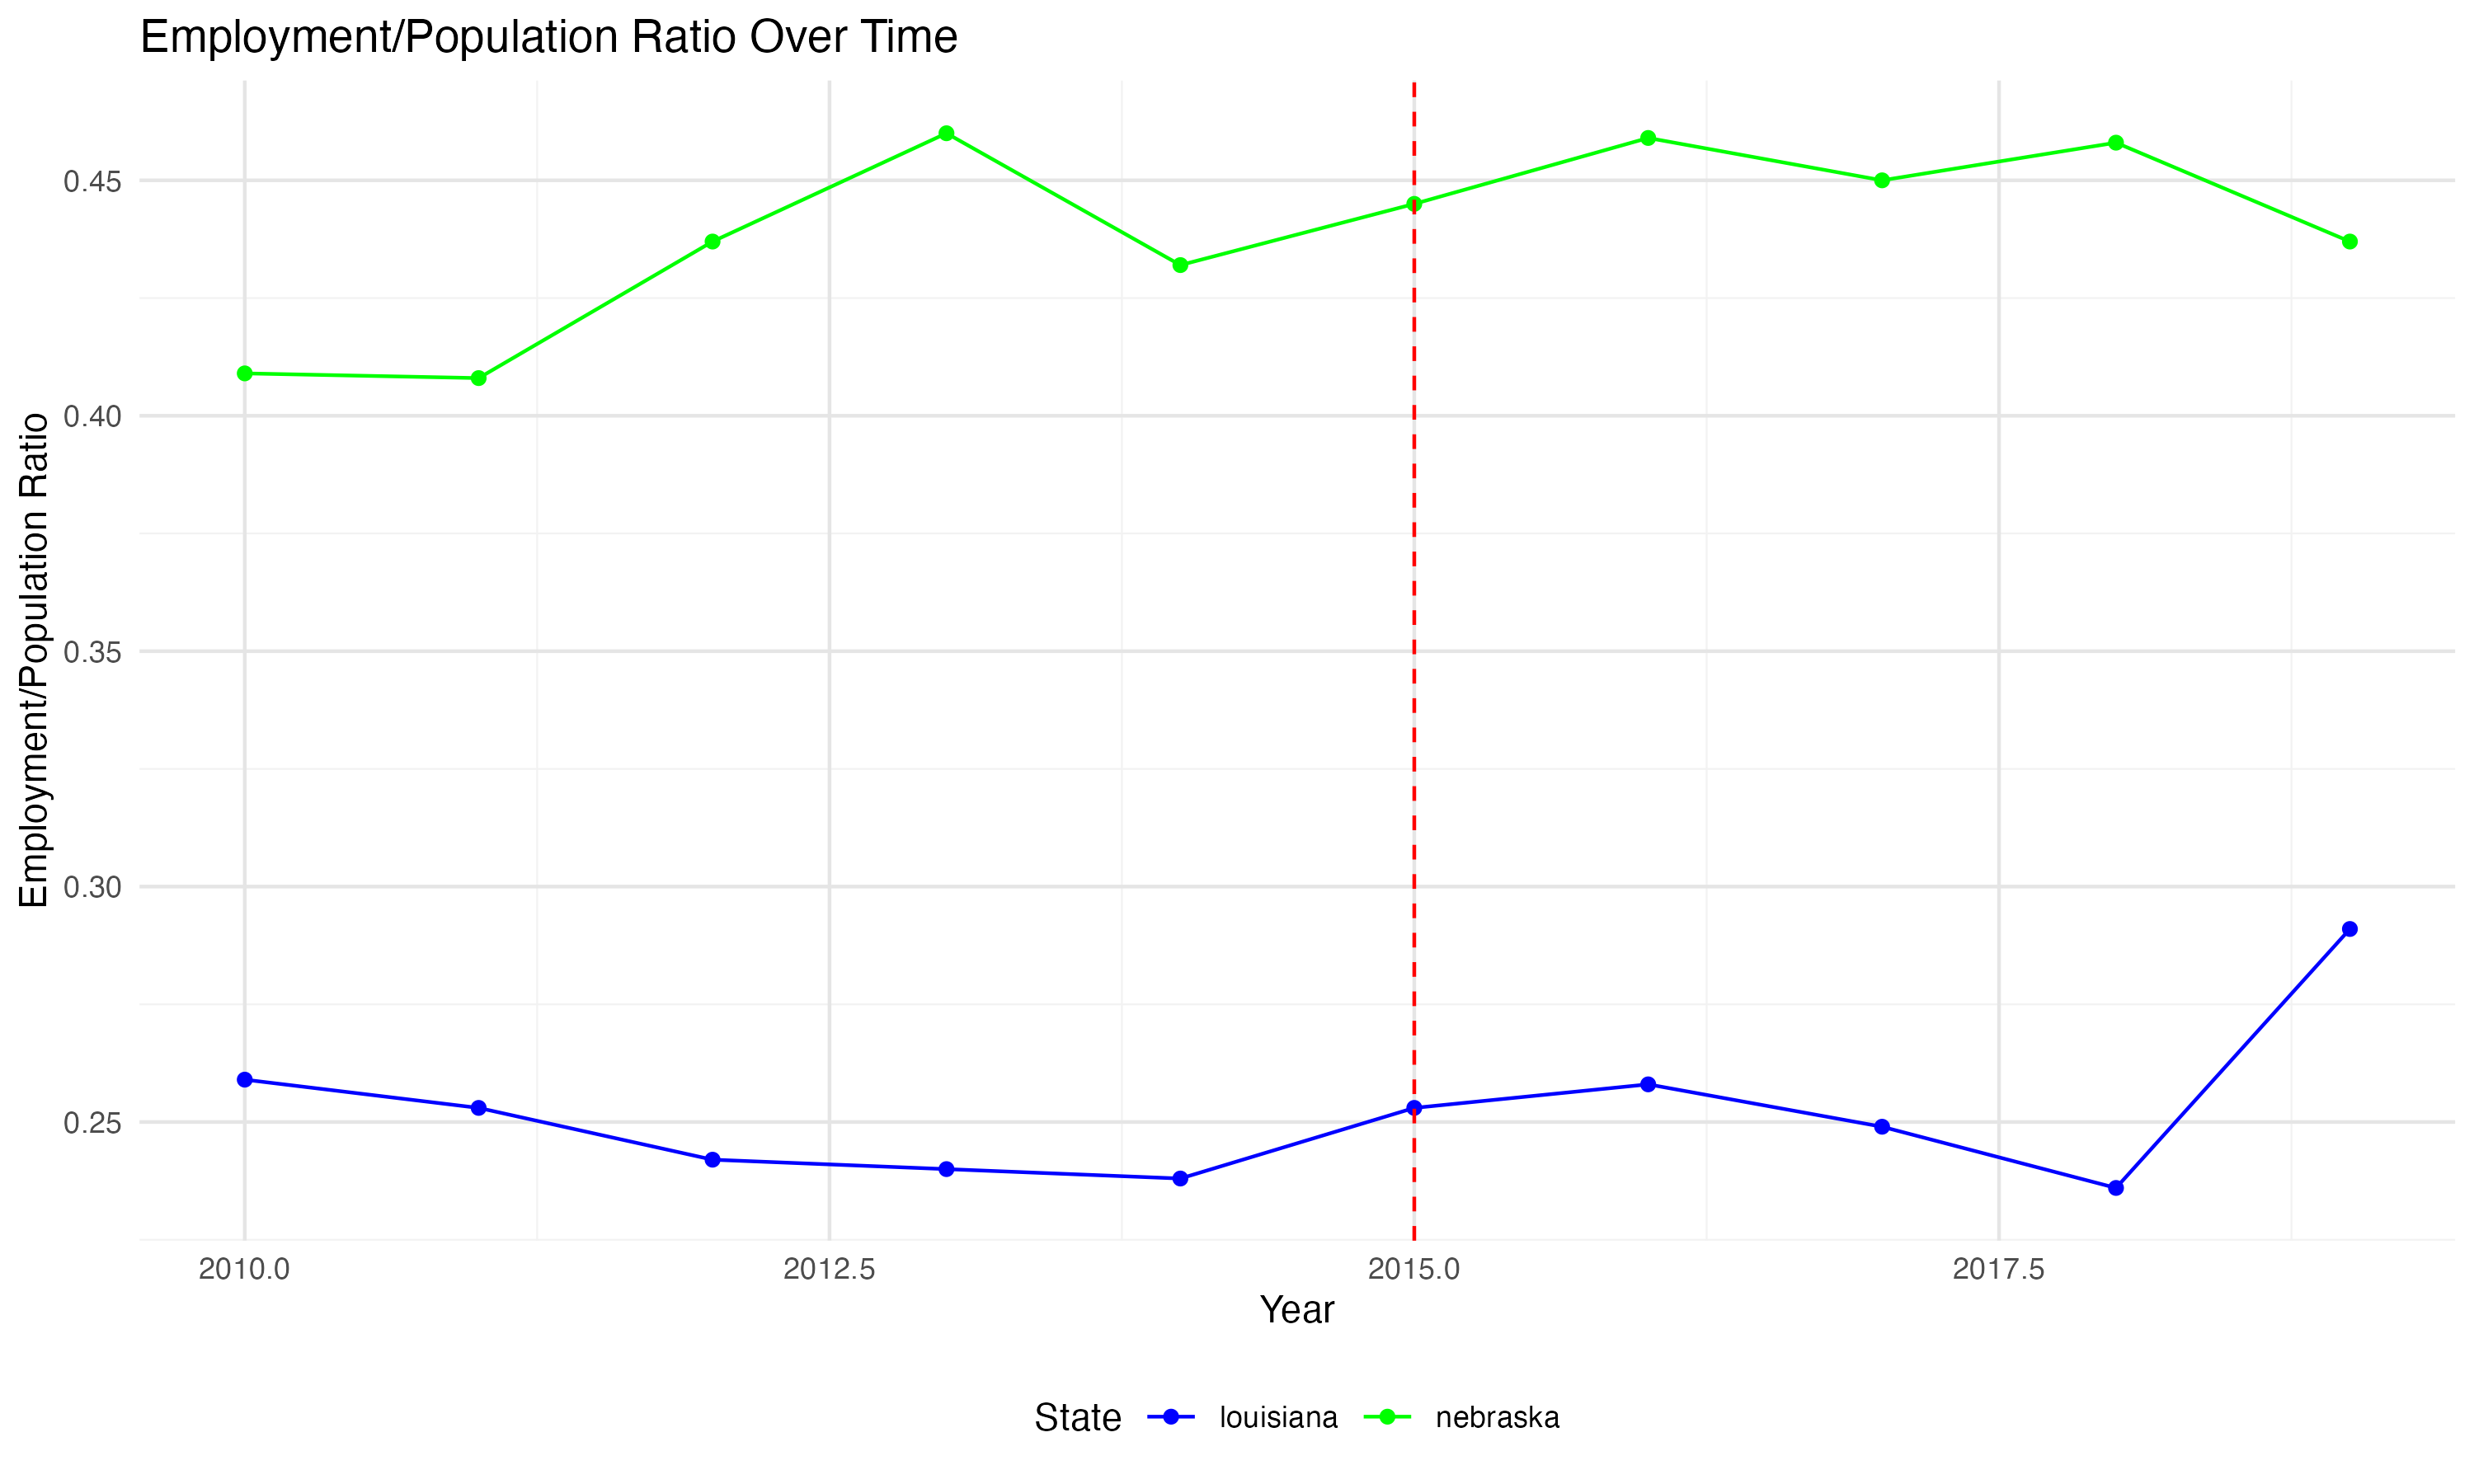 Employment/Population Ratio Over Time
Employment/Population Ratio
0.45
0.40
0.35
0.30
0.25
2010.0 2012.5 2015.0 2017.5
Year
State louisiana nebraska